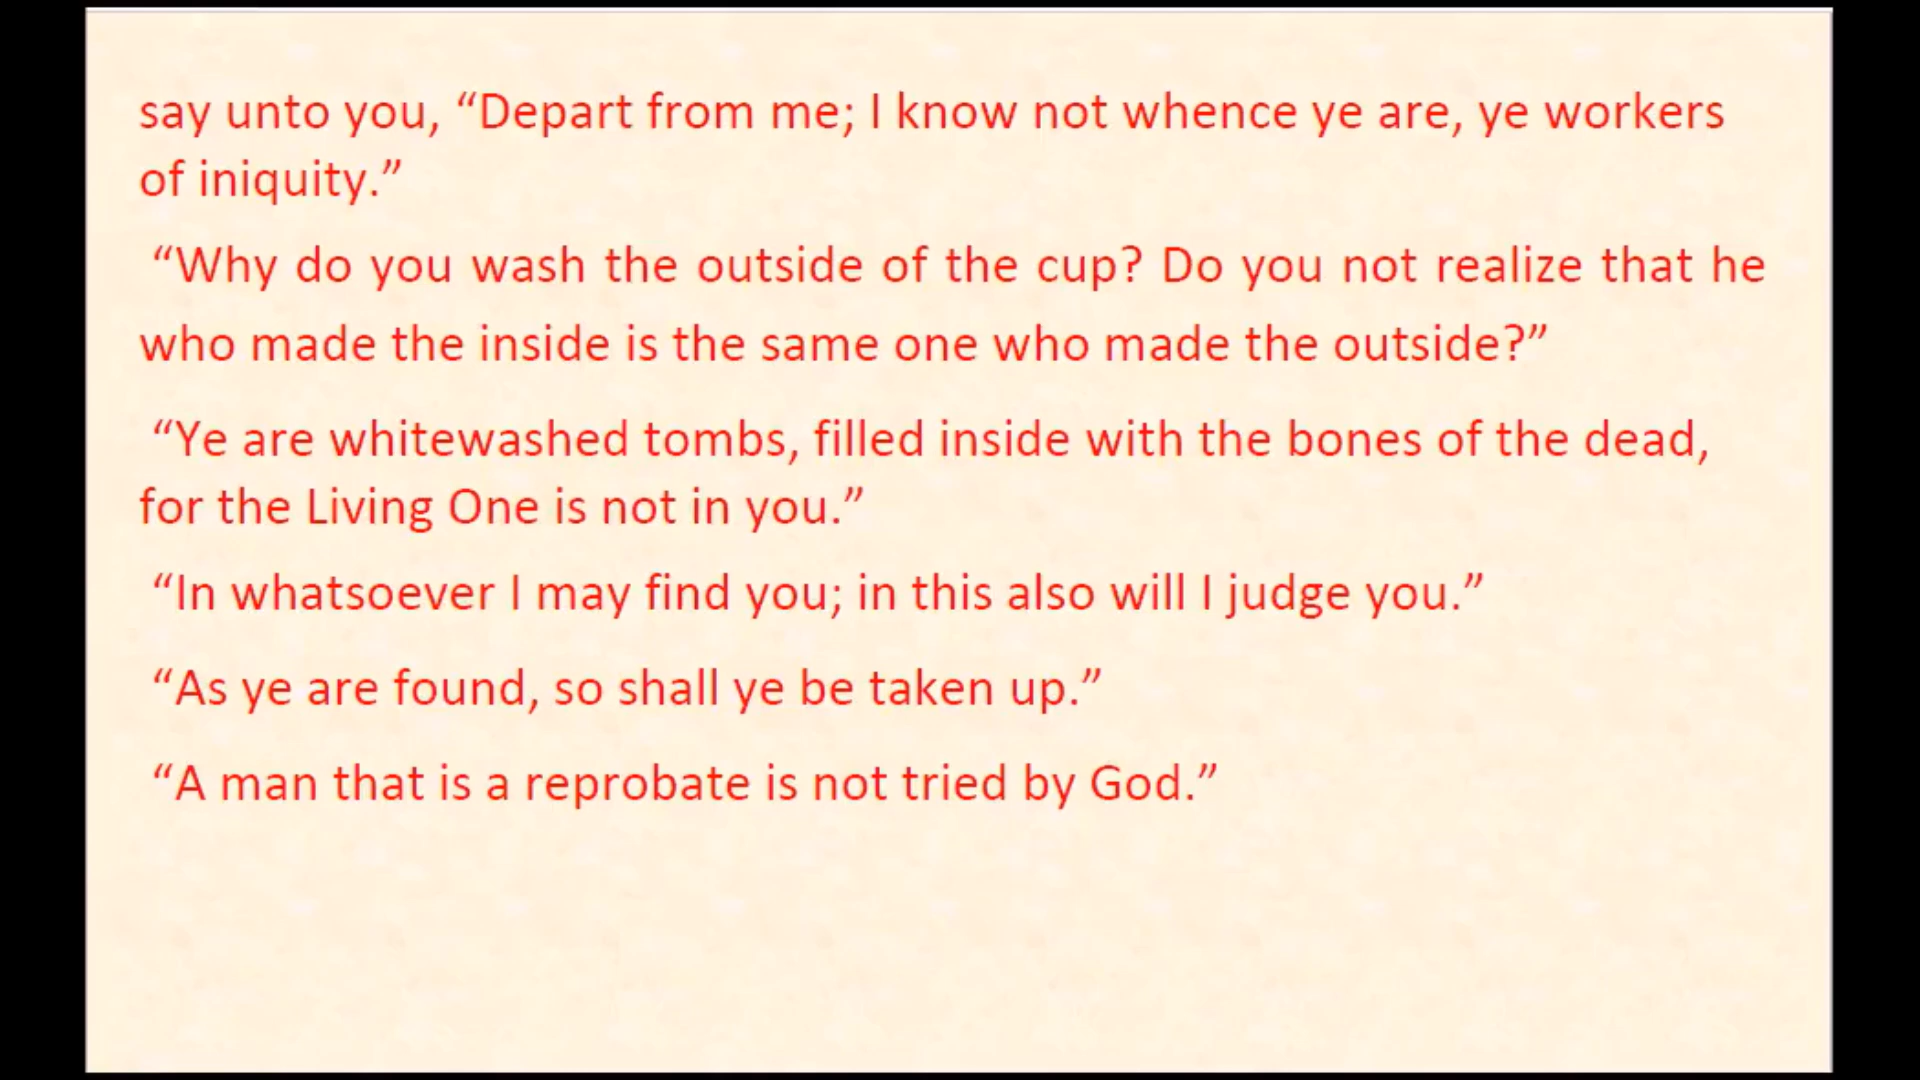 say unto you, “Depart from me; I know not whence ye are, ye workers
of iniquity.”
“Why do you wash the outside of the cup? Do you not realize that he
who made the inside is the same one who made the outside?”
“Ye are whitewashed tombs, filled inside with the bones of the dead,
for the Living One is not in you.”
“In whatsoever I may find you; in this also will I judge you.”
“As ye are found, so shall ye be taken up.”
“A man that is a reprobate is not tried by God.”